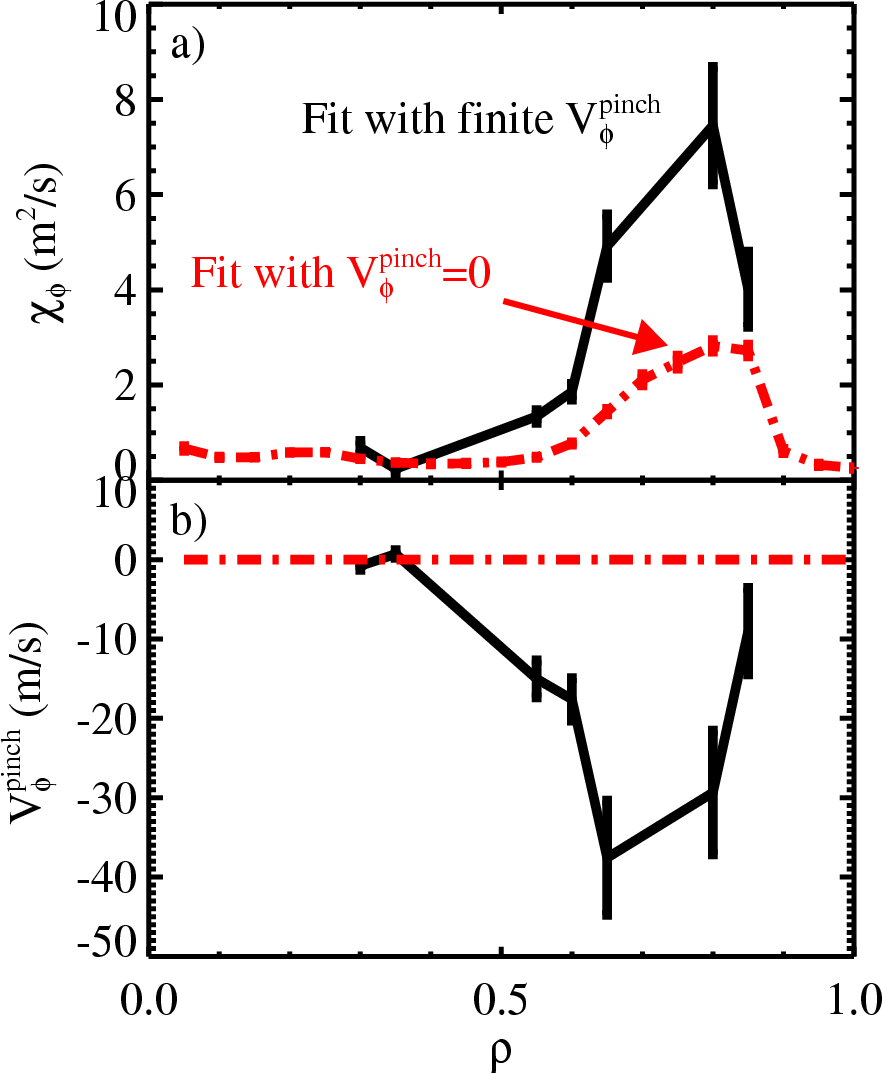 10
a)
8
Fit with finite V_ϕ^pinch
6
χ_ϕ (m²/s)
Fit with V_ϕ^pinch=0
4
2
0
10
b)
0
-10
V_ϕ^pinch (m/s)
-20
-30
-40
-50
0.0 0.5 1.0
ρ